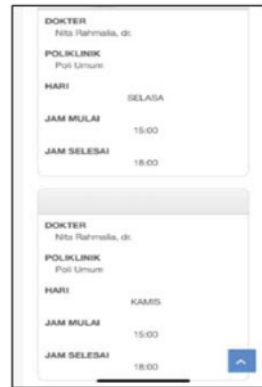 DOKTER
Nita Rahmalia, dr.
POLIKLINIK
Poli Umum
HARI
SELASA
JAM MULAI
15:00
JAM SELESAI
18:00
DOKTER
Nita Rahmalia, dr.
POLIKLINIK
Poli Umum
HARI
KAMIS
JAM MULAI
15:00
JAM SELESAI
18:00